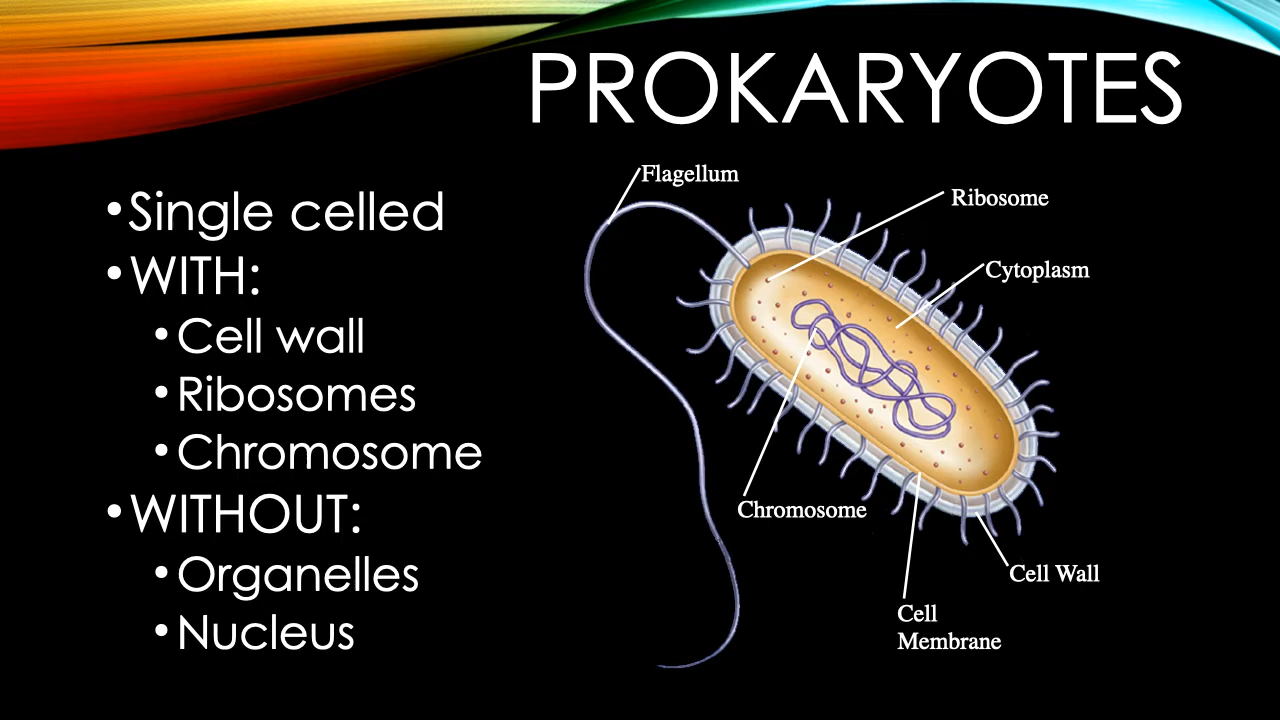 PROKARYOTES
•Single celled
•WITH:
•Cell wall
•Ribosomes
•Chromosome
•WITHOUT:
•Organelles
•Nucleus
Flagellum
Ribosome
Cytoplasm
Chromosome
Cell Wall
Cell
Membrane